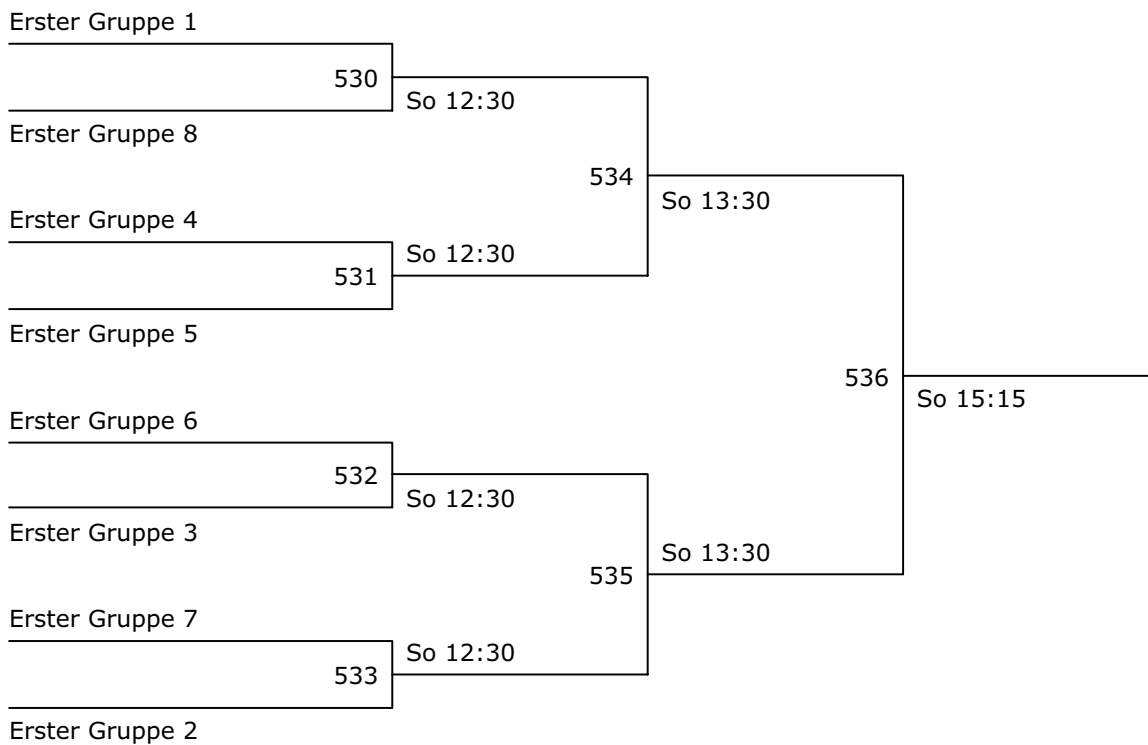 Erster Gruppe 1
530
So 12:30
Erster Gruppe 8
534
So 13:30
Erster Gruppe 4
So 12:30
531
Erster Gruppe 5
536
So 15:15
Erster Gruppe 6
532
So 12:30
Erster Gruppe 3
So 13:30
535
Erster Gruppe 7
So 12:30
533
Erster Gruppe 2